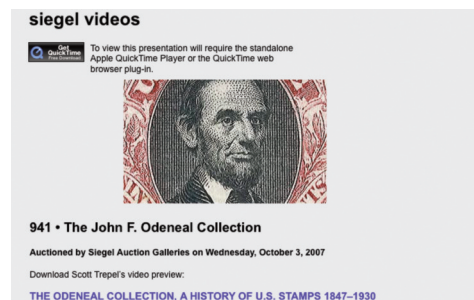 siegel videos
Get
QuickTime
Free Download
To view this presentation will require the standalone
Apple QuickTime Player or the QuickTime web
browser plug-in.
941 • The John F. Odeneal Collection
Auctioned by Siegel Auction Galleries on Wednesday, October 3, 2007
Download Scott Trepel's video preview:
THE ODENEAL COLLECTION, A HISTORY OF U.S. STAMPS 1847–1930